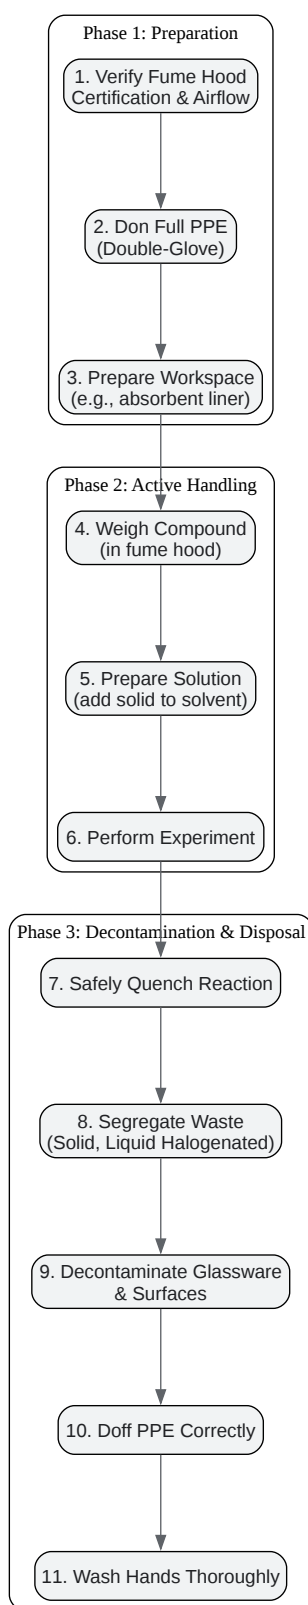 Phase 1: Preparation
1. Verify Fume Hood
Certification & Airflow
2. Don Full PPE
(Double-Glove)
3. Prepare Workspace
(e.g., absorbent liner)
Phase 2: Active Handling
4. Weigh Compound
(in fume hood)
5. Prepare Solution
(add solid to solvent)
6. Perform Experiment
Phase 3: Decontamination & Disposal
7. Safely Quench Reaction
8. Segregate Waste
(Solid, Liquid Halogenated)
9. Decontaminate Glassware
& Surfaces
10. Doff PPE Correctly
11. Wash Hands Thoroughly